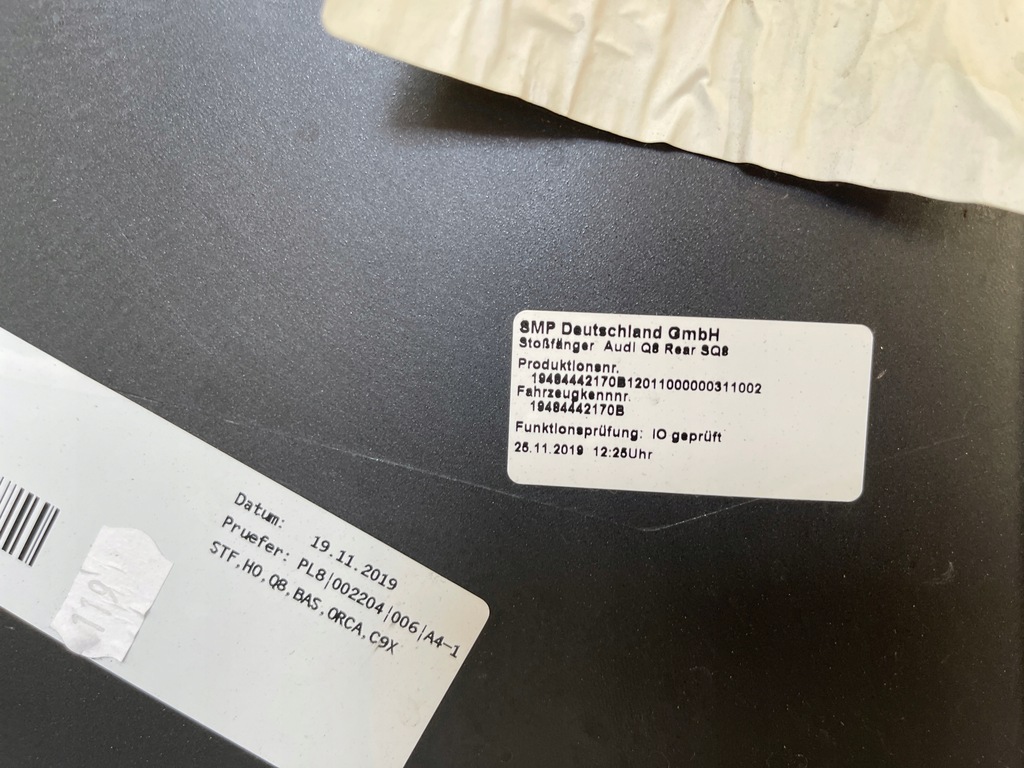 SMP Deutschland GmbH
Stoßfänger Audi Q8 Rear SQ8
Produktionsnr.
19484442170B12011000000311002
Fahrzeugkennnr.
19484442170B
Funktionsprüfung: IO geprüft
25.11.2019 12:25Uhr
Datum: 19.11.2019
Pruefer: PL8|002204|006|A4-1
STF,HO,Q8,BAS,ORCA,C9X